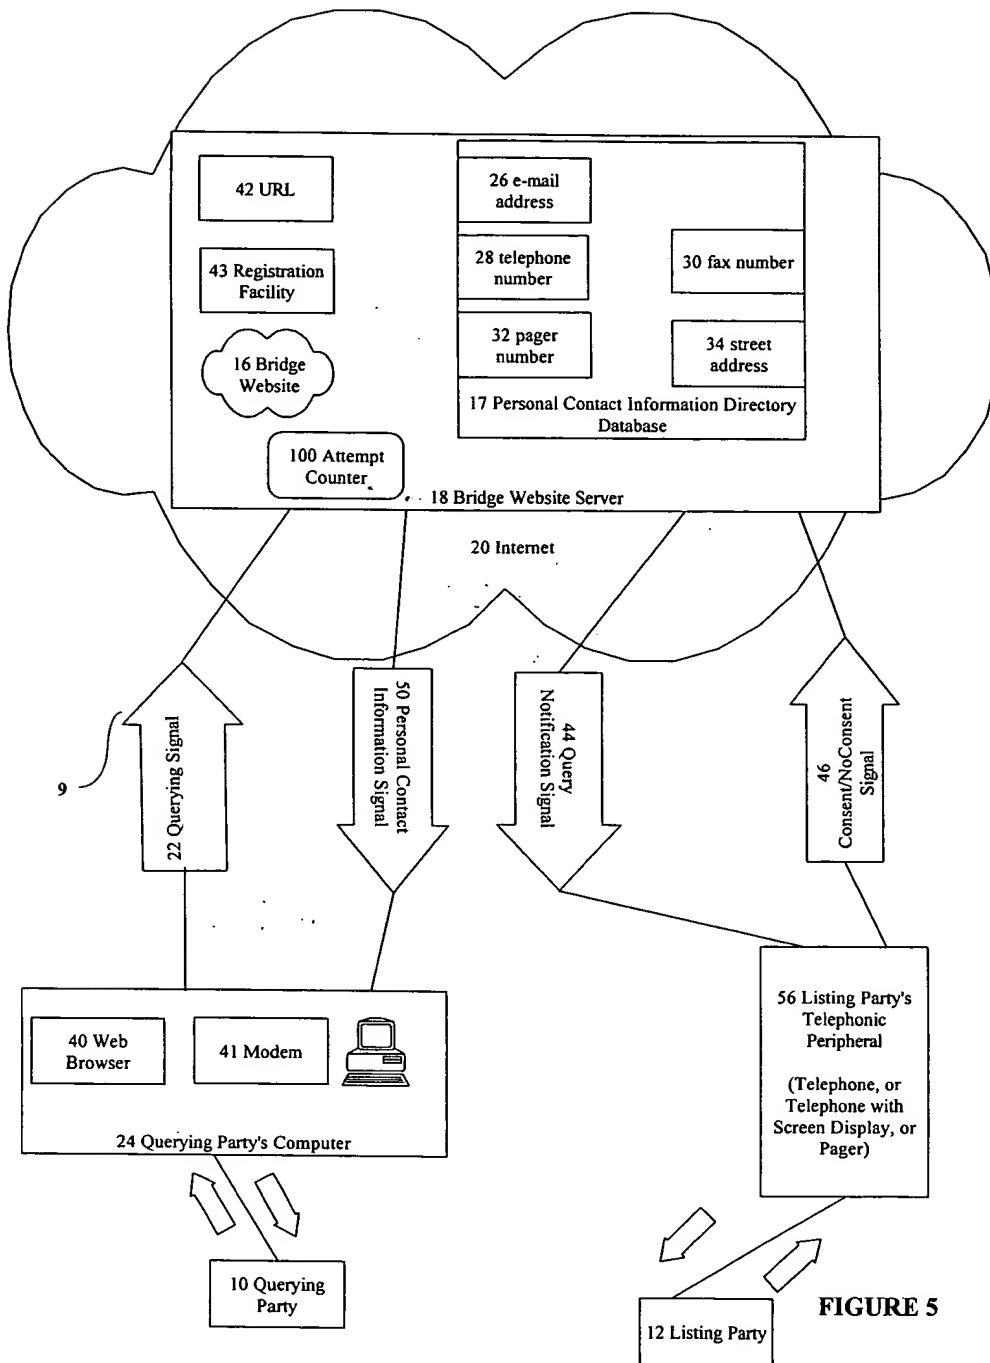 42 URL
26 e-mail
address
43 Registration
Facility
28 telephone
number
30 fax number
16 Bridge
Website
32 pager
number
34 street
address
17 Personal Contact Information Directory
Database
100 Attempt
Counter
18 Bridge Website Server
20 Internet
9
22 Querying Signal
50 Personal Contact
Information Signal
44 Query
Notification Signal
46
Consent/NoConsent
Signal
40 Web
Browser
41 Modem
24 Querying Party's Computer
56 Listing Party's
Telephonic
Peripheral
(Telephone, or
Telephone with
Screen Display, or
Pager)
10 Querying
Party
12 Listing Party
FIGURE 5